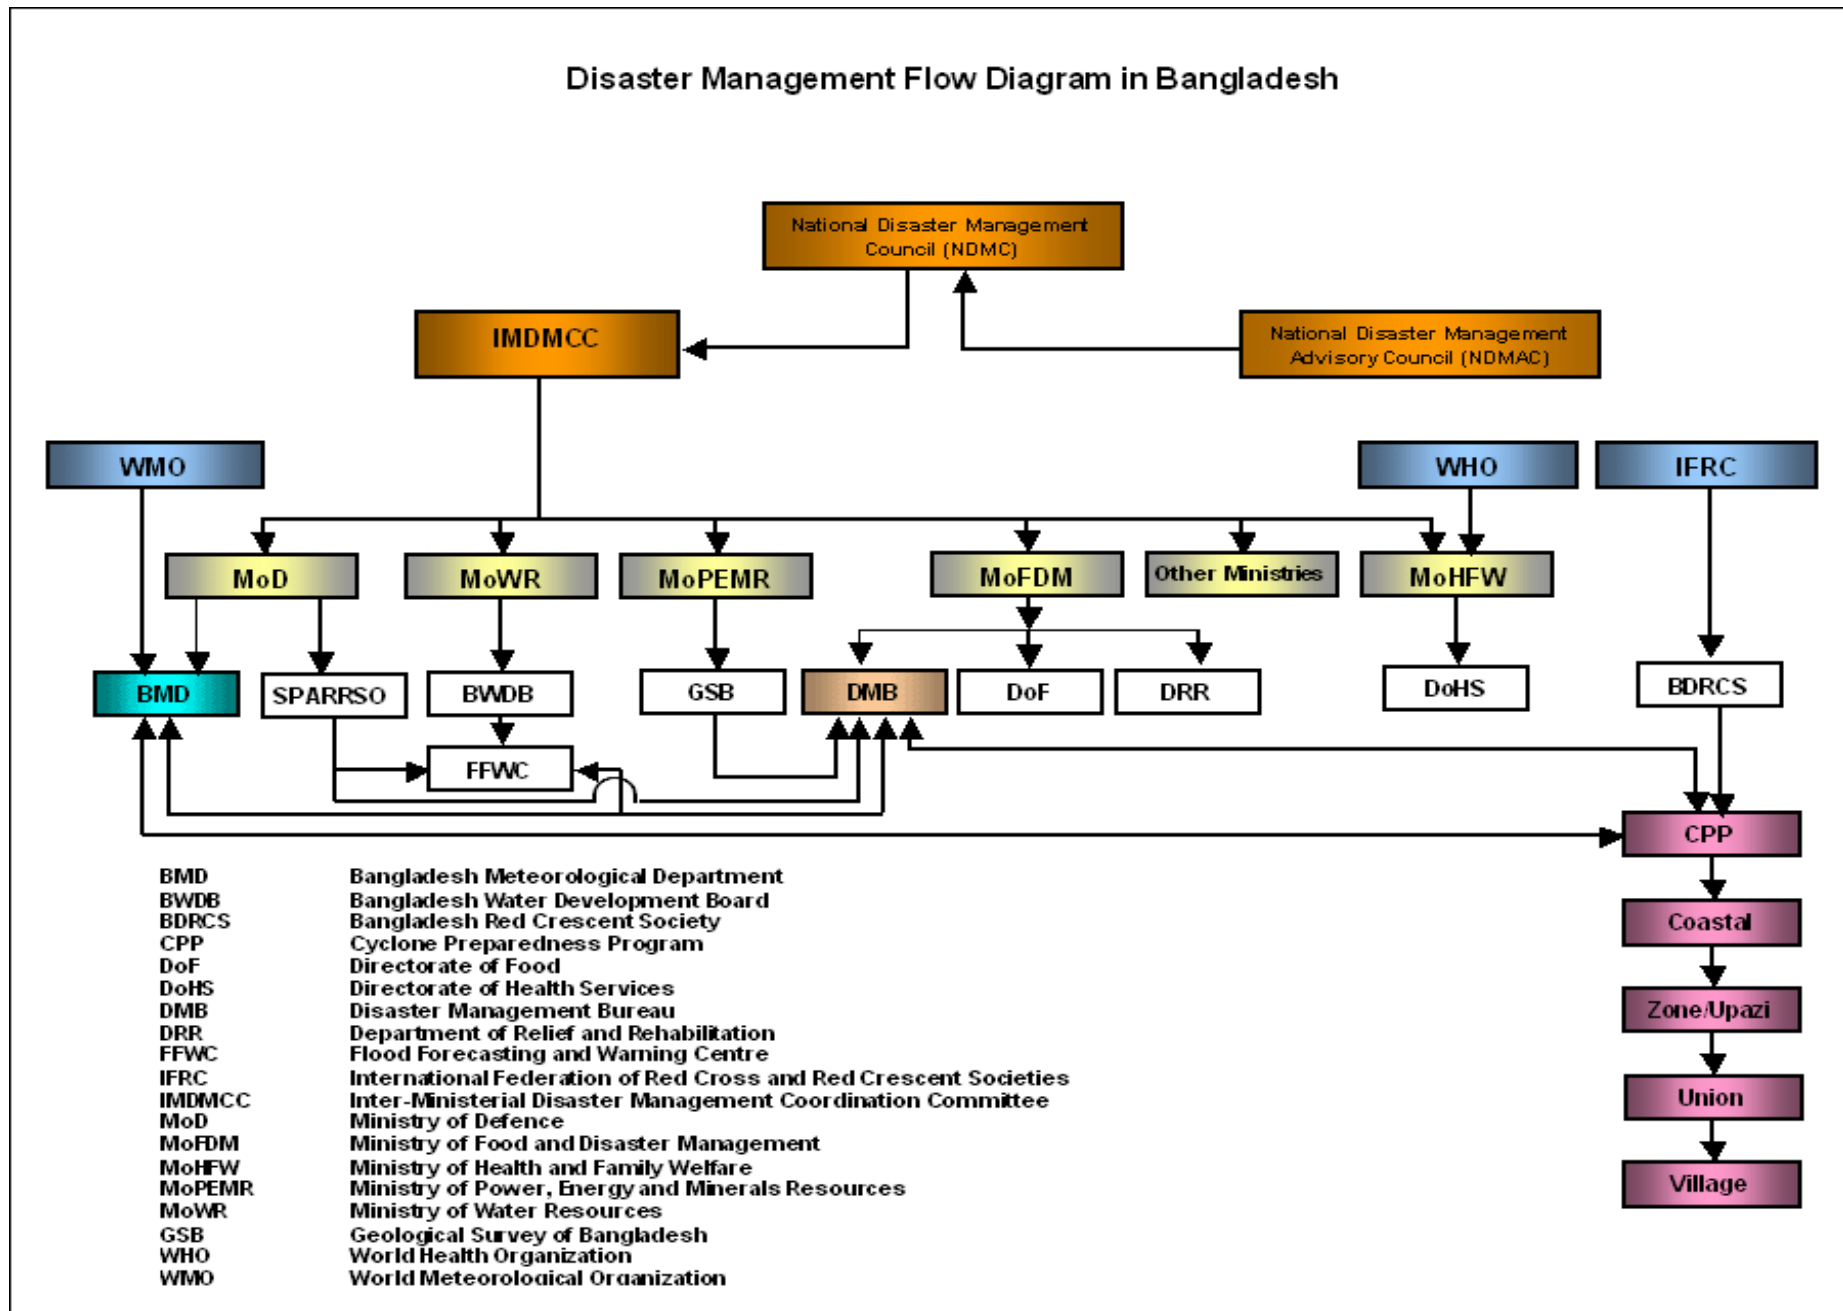 Disaster Management Flow Diagram in Bangladesh
National Disaster Management
Council (NDMC)
IMDMCC
National Disaster Management
Advisory Council (NDMAC)
WMO
WHO
IFRC
MoD
MoWR
MoPEMR
MoFDM
Other Ministries
MoHFW
BMD
SPARRSO
BWDB
GSB
DMB
DoF
DRR
DoHS
BDRCS
FFWC
CPP
Coastal
Zone/Upazi
Union
Village
BMD Bangladesh Meteorological Department
BWDB Bangladesh Water Development Board
BDRCS Bangladesh Red Crescent Society
CPP Cyclone Preparedness Program
DoF Directorate of Food
DoHS Directorate of Health Services
DMB Disaster Management Bureau
DRR Department of Relief and Rehabilitation
FFWC Flood Forecasting and Warning Centre
IFRC International Federation of Red Cross and Red Crescent Societies
IMDMCC Inter-Ministerial Disaster Management Coordination Committee
MoD Ministry of Defence
MoFDM Ministry of Food and Disaster Management
MoHFW Ministry of Health and Family Welfare
MoPEMR Ministry of Power, Energy and Minerals Resources
MoWR Ministry of Water Resources
GSB Geological Survey of Bangladesh
WHO World Health Organization
WMO World Meteorological Organization